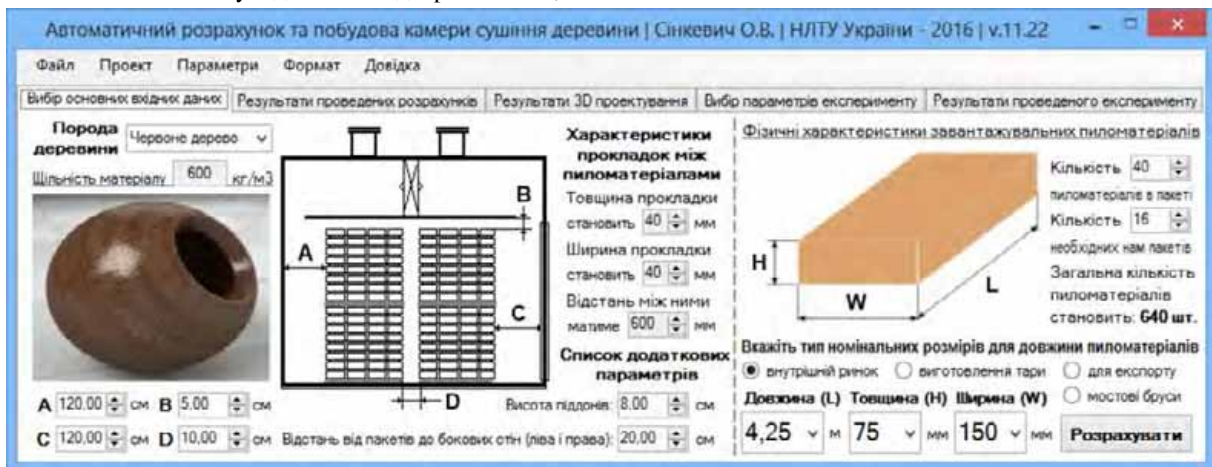 Автоматичний розрахунок та побудова камери сушіння деревини | Сінкевич О.В. | НЛТУ України - 2016 | v.11.22
Файл Проект Параметри Формат Довідка
Вибір основних вхідних даних Результати проведених розрахунків Результати 3D проектування Вибір параметрів експерименту Результати проведеного експерименту
Порода деревини Червоне дерево
Щільність матеріалу 600 кг/м3
A
B
C
D
A 120,00 см B 5,00 см
C 120,00 см D 10,00 см
Характеристики
прокладок між
пиломатеріалами
Товщина прокладки
становить 40 мм
Ширина прокладки
становить 40 мм
Відстань між ними
матиме 600 мм
Список додаткових
параметрів
Висота піддонів: 8,00 см
Відстань від пакетів до бокових стін (ліва і права): 20,00 см
Фізичні характеристики завантажувальних пиломатеріалів
H
W
L
Кількість 40
пиломатеріалів в пакеті
Кількість 16
необхідних нам пакетів
Загальна кількість
пиломатеріалів
становить: 640 шт.
Вкажіть тип номінальних розмірів для довжини пиломатеріалів
внутрішній ринок виготовлення тари для експорту
мостові бруси
Довжина (L) Товщина (H) Ширина (W)
4,25 м 75 мм 150 мм Розрахувати